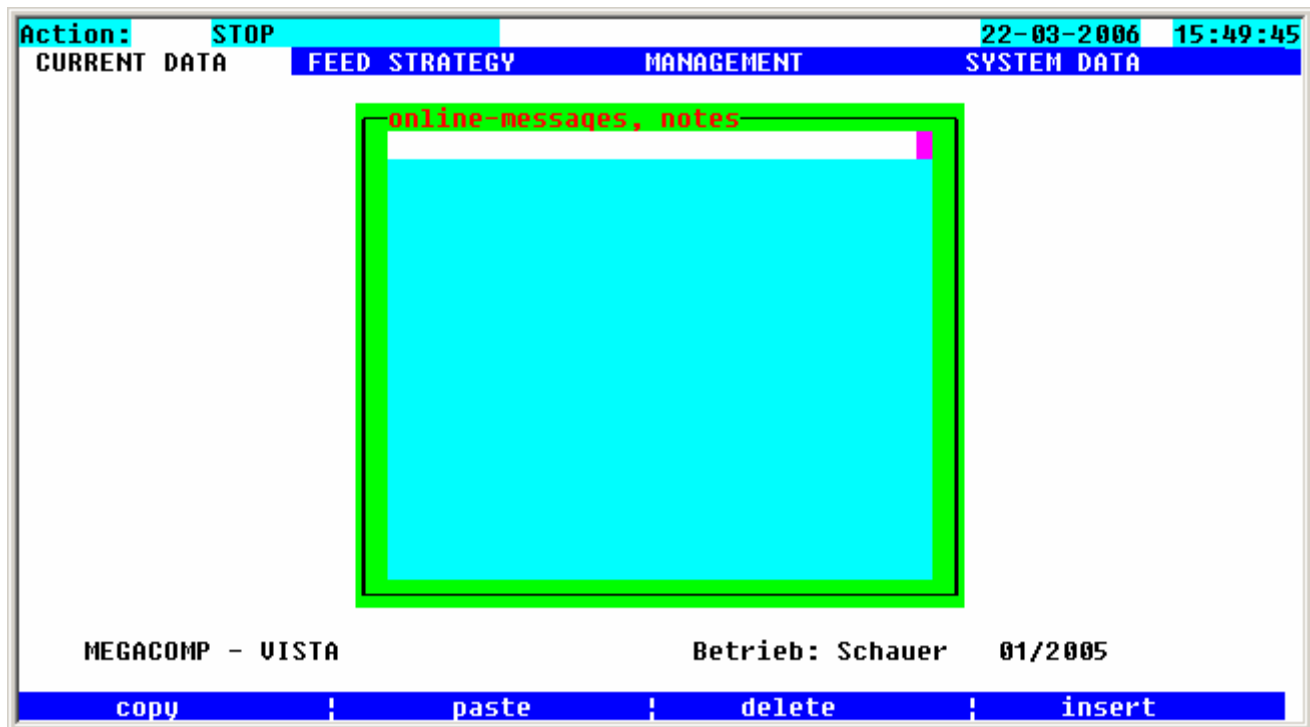 Action: STOP 22-03-2006 15:49:45
CURRENT DATA FEED STRATEGY MANAGEMENT SYSTEM DATA
online-messages, notes
MEGACOMP - VISTA Betrieb: Schauer 01/2005
copy ¦ paste ¦ delete ¦ insert